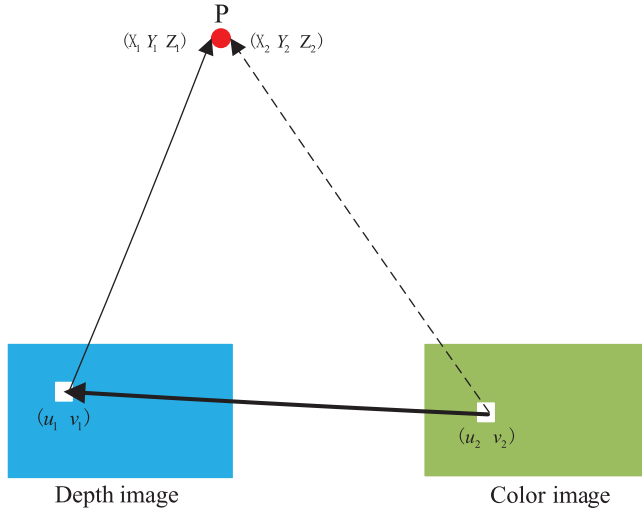 P
(X₁ Y₁ Z₁) (X₂ Y₂ Z₂)
(u₁ v₁)
(u₂ v₂)
Depth image
Color image